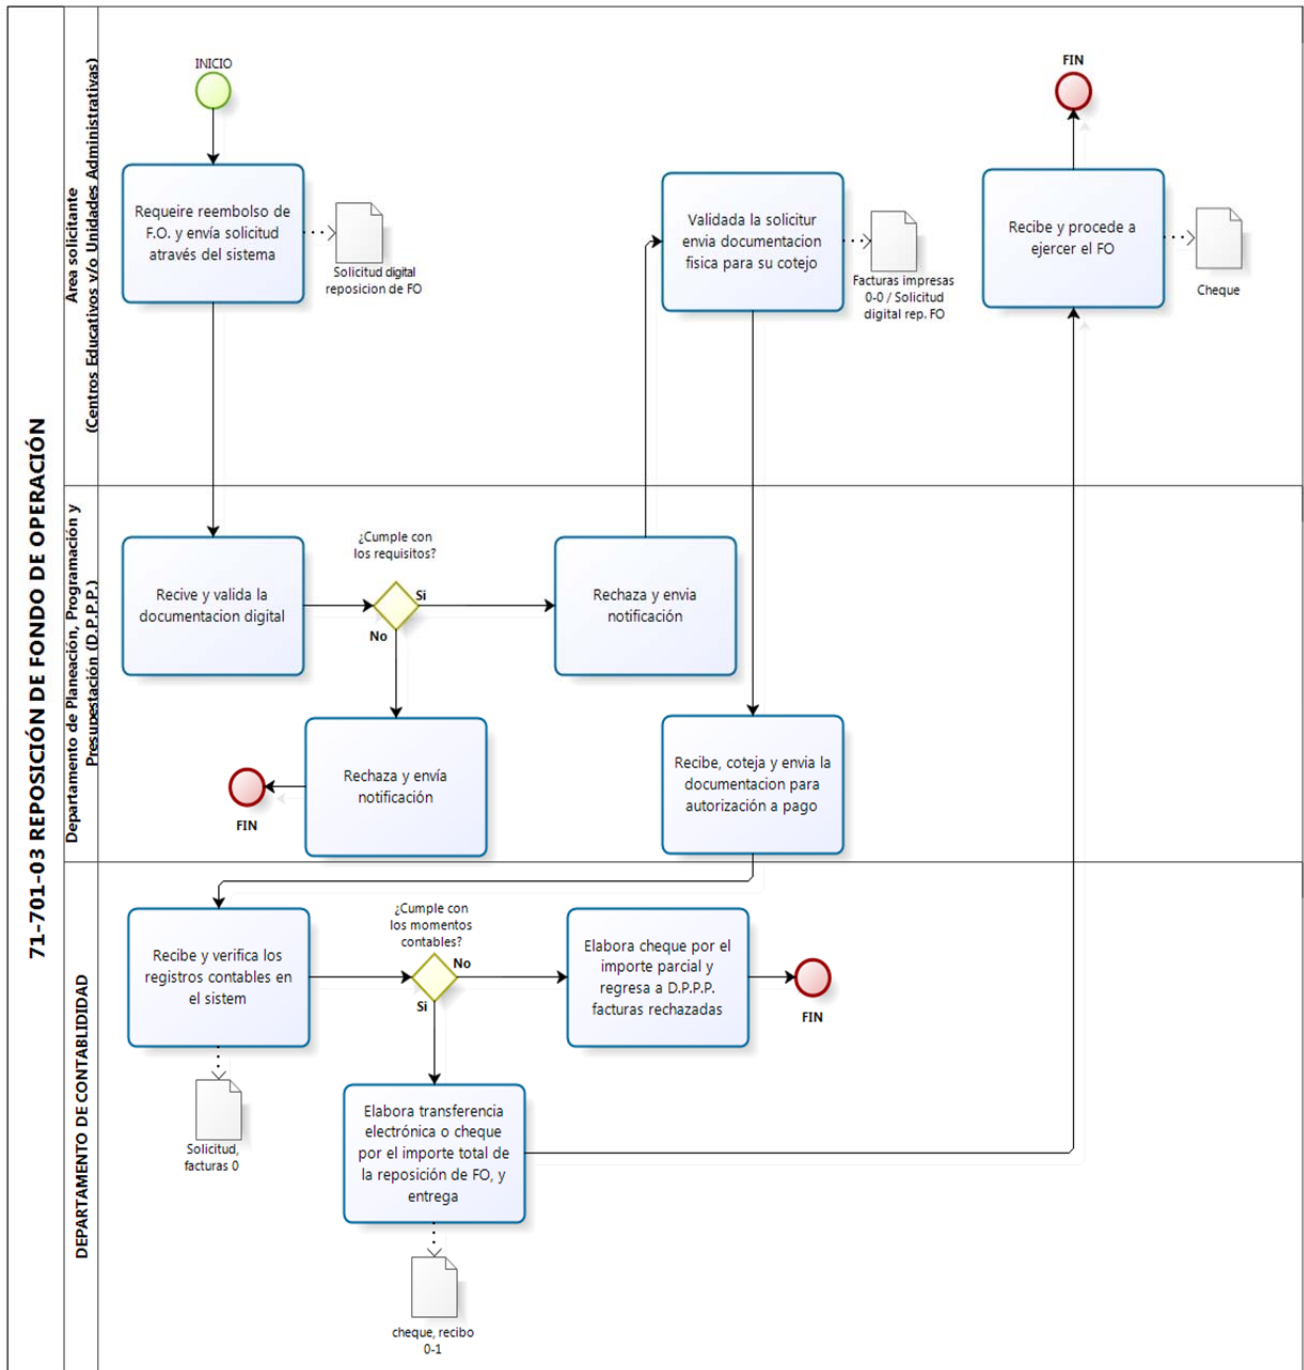 71-701-03 REPOSICIÓN DE FONDO DE OPERACIÓN
Area solicitante
(Centros Educativos y/o Unidades Administrativas)
INICIO
Requeire reembolso de
F.O. y envía solicitud
através del sistema
Solicitud digital
reposicion de FO
Validada la solicitur
envia documentacion
física para su cotejo
Facturas impresas
0-0 / Solicitud
digital rep. FO
FIN
Recibe y procede a
ejercer el FO
Cheque
Departamento de Planeación, Programación y
Presupestación (D.P.P.P.)
Recive y valida la
documentacion digital
¿Cumple con
los requisitos?
Si
No
Rechaza y envia
notificación
Rechaza y envía
notificación
FIN
Recibe, coteja y envia la
documentacion para
autorización a pago
DEPARTAMENTO DE CONTABLIDIDAD
Recibe y verifica los
registros contables en
el sistem
Solicitud,
facturas 0
¿Cumple con
los momentos
contables?
No
Si
Elabora cheque por el
importe parcial y
regresa a D.P.P.P.
facturas rechazadas
FIN
Elabora transferencia
electrónica o cheque
por el importe total de
la reposición de FO, y
entrega
cheque, recibo
0-1